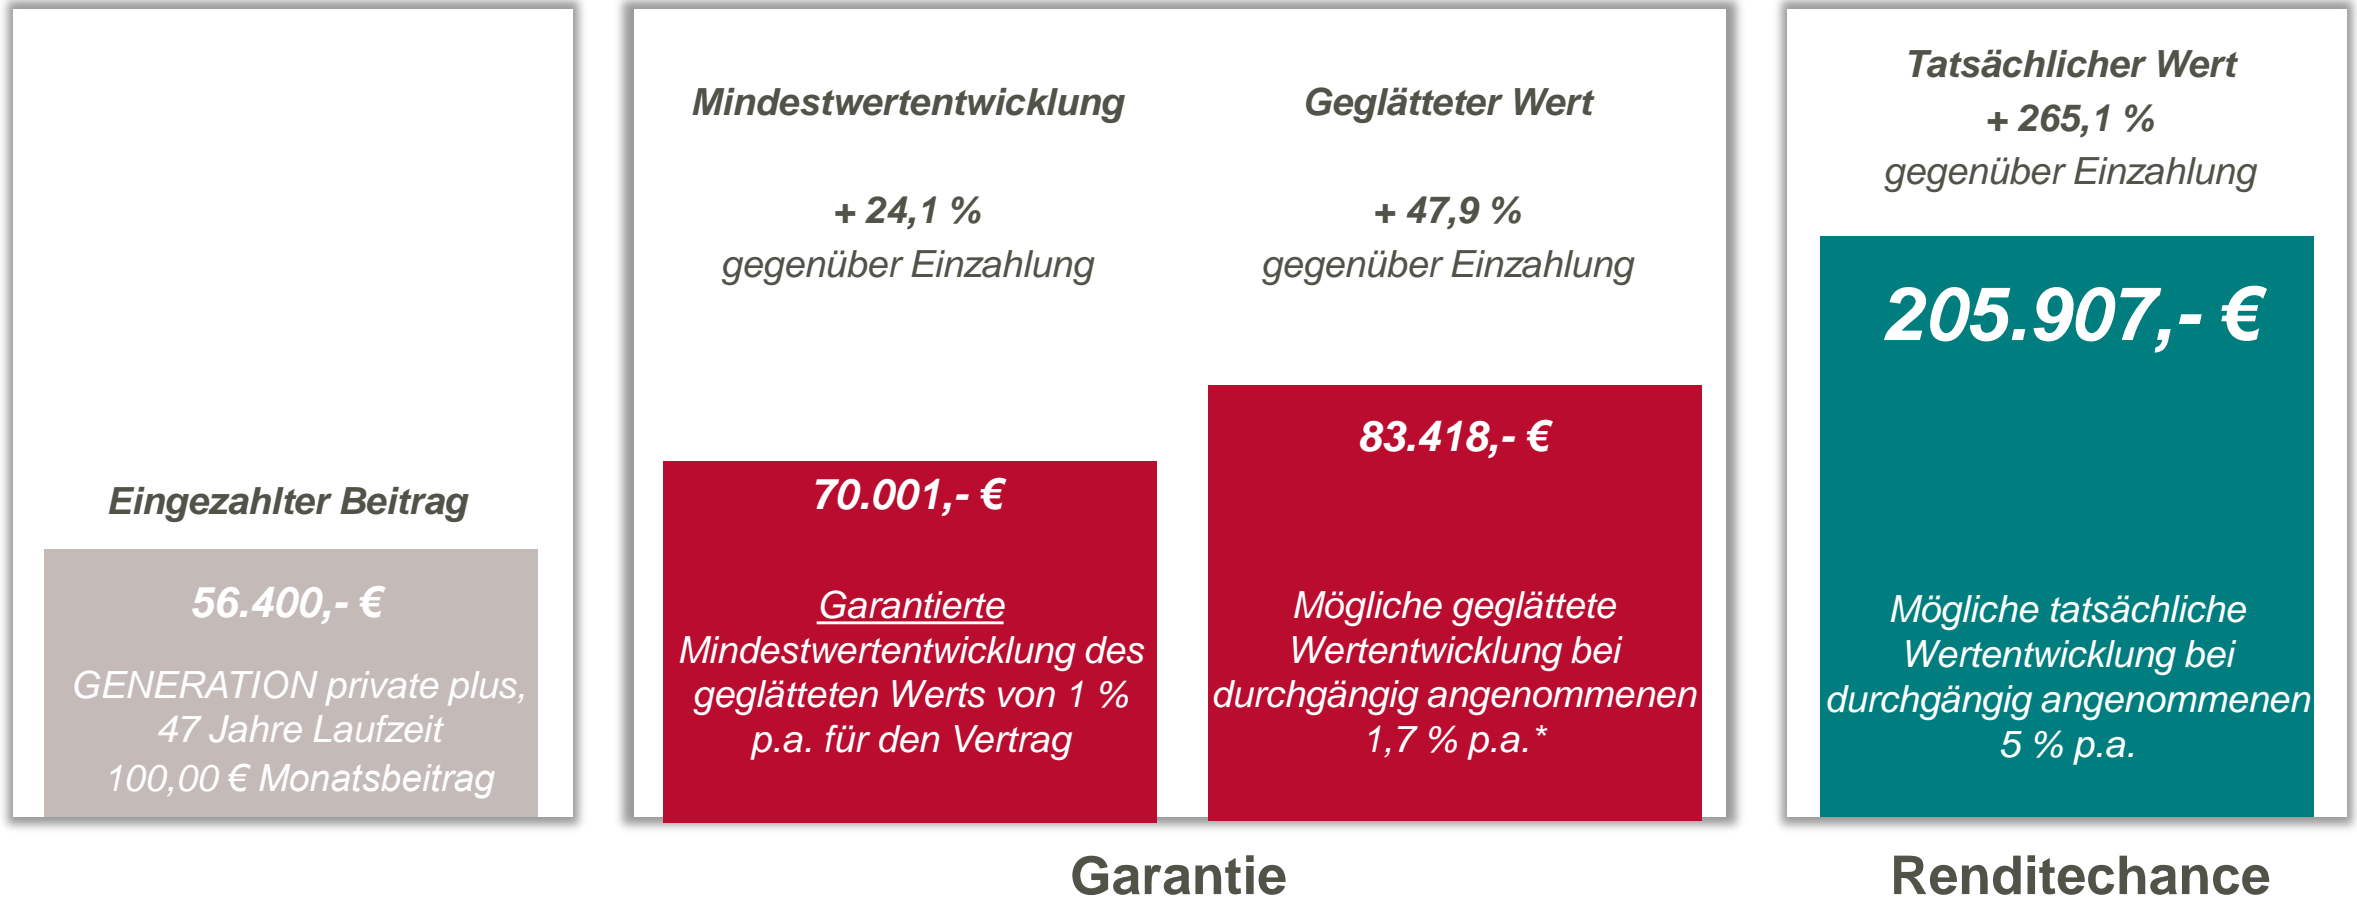 Eingezahlter Beitrag
56.400,- €
GENERATION private plus,
47 Jahre Laufzeit
100,00 € Monatsbeitrag
Mindestwertentwicklung
+ 24,1 %
gegenüber Einzahlung
70.001,- €
Garantierte
Mindestwertentwicklung des
geglätteten Werts von 1 %
p.a. für den Vertrag
Geglätteter Wert
+ 47,9 %
gegenüber Einzahlung
83.418,- €
Mögliche geglättete
Wertentwicklung bei
durchgängig angenommenen
1,7 % p.a.*
Garantie
Tatsächlicher Wert
+ 265,1 %
gegenüber Einzahlung
205.907,- €
Mögliche tatsächliche
Wertentwicklung bei
durchgängig angenommenen
5 % p.a.
Renditechance